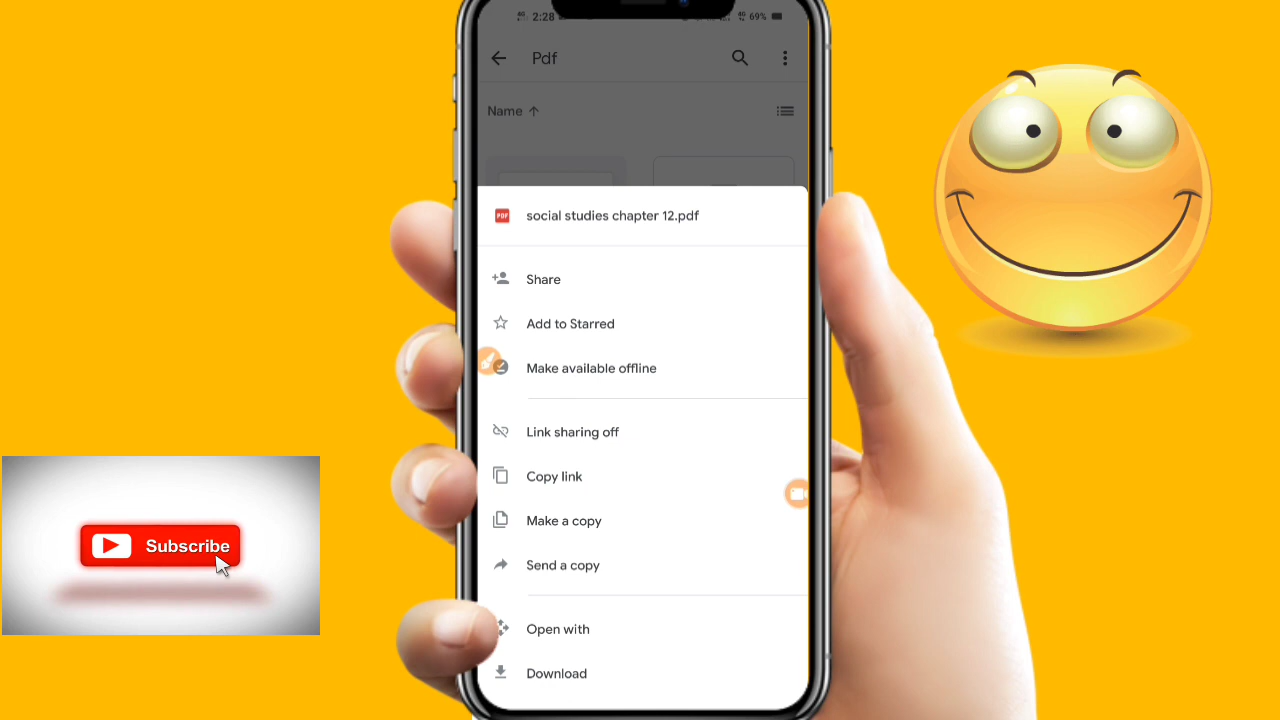 2:28
69%
Pdf
Name
PDF
social studies chapter 12.pdf
Share
Add to Starred
Make available offline
Link sharing off
Copy link
Make a copy
Send a copy
Open with
Download
Subscribe